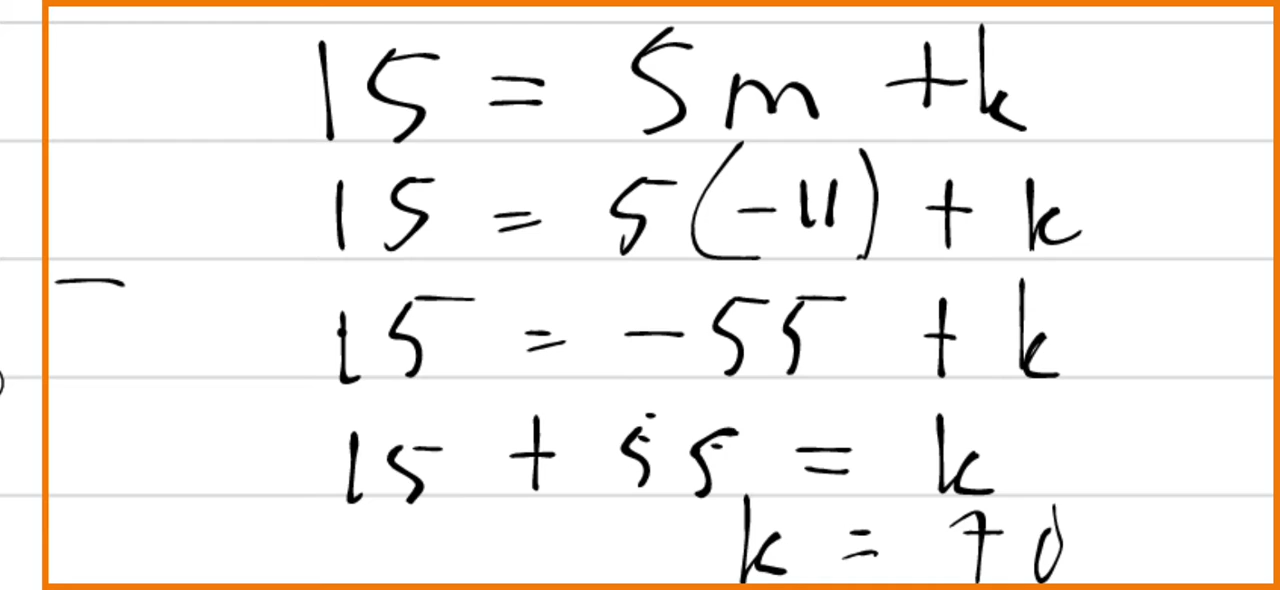 15 = 5m + k
15 = 5(-11) + k
15 = -55 + k
15 + 55 = k
k = 70